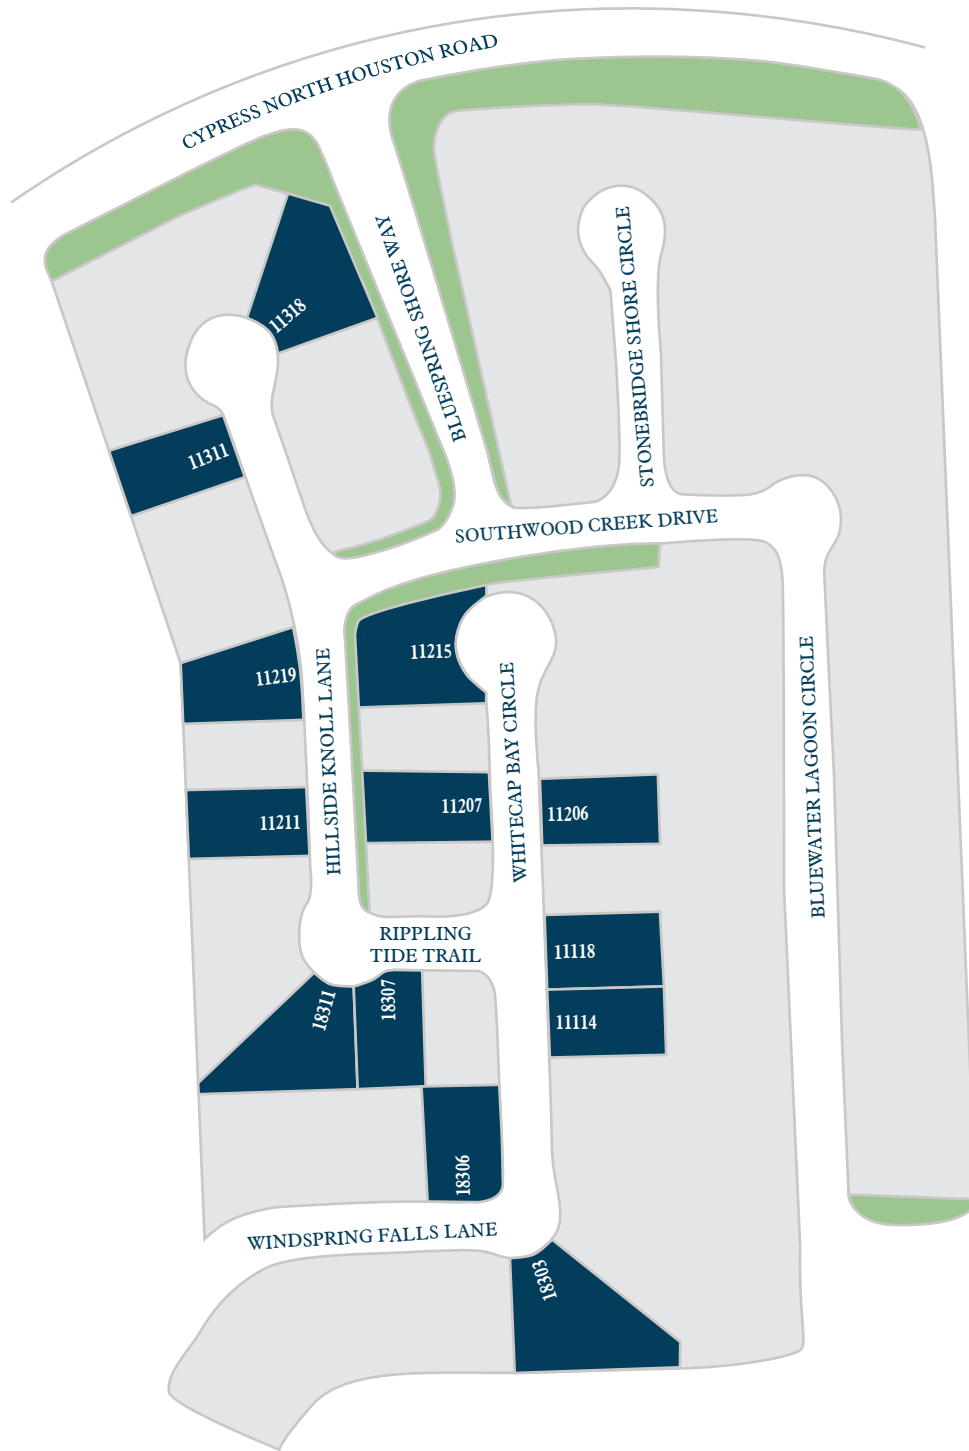 CYPRESS NORTH HOUSTON ROAD
BLUESPRING SHORE WAY
STONEBRIDGE SHORE CIRCLE
11318
11311
SOUTHWOOD CREEK DRIVE
11219
HILLSIDE KNOLL LANE
11215
WHITECAP BAY CIRCLE
BLUEWATER LAGOON CIRCLE
11211
11207
11206
RIPPLING
TIDE TRAIL
11118
18311
18307
11114
18306
WINDSPRING FALLS LANE
18303